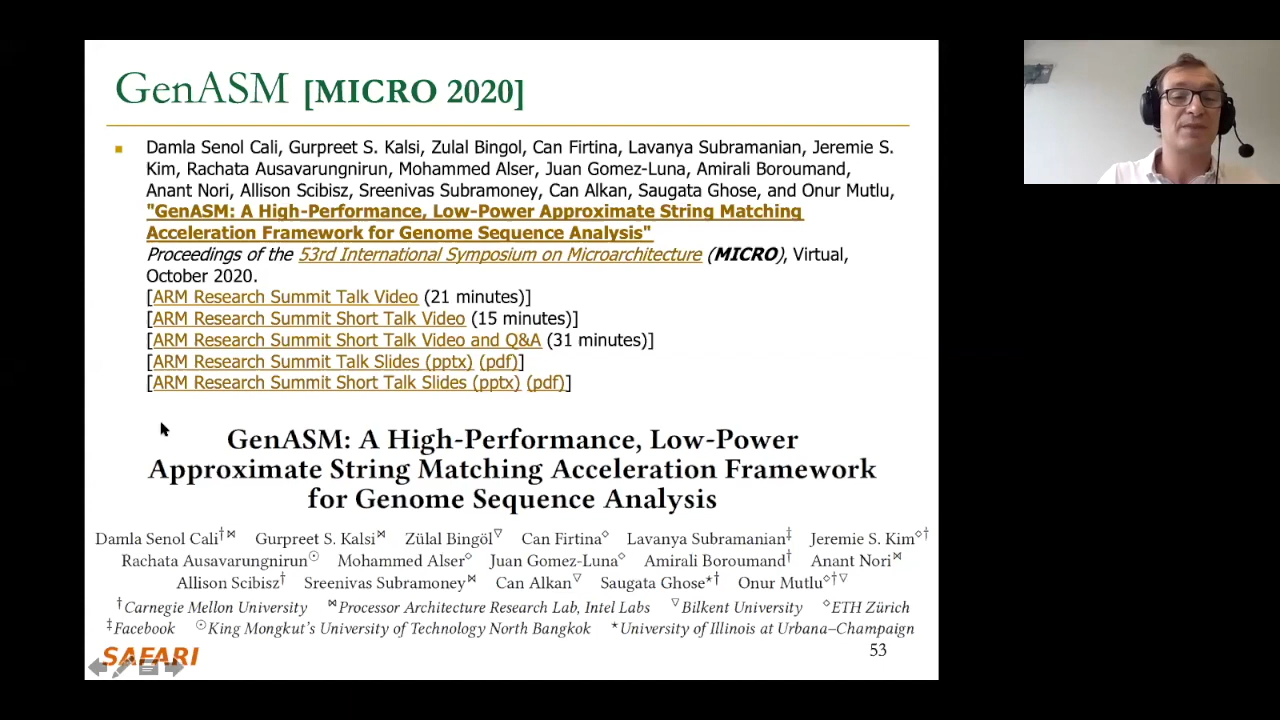 GenASM [MICRO 2020]
Damla Senol Cali, Gurpreet S. Kalsi, Zulal Bingol, Can Firtina, Lavanya Subramanian, Jeremie S.
Kim, Rachata Ausavarungnirun, Mohammed Alser, Juan Gomez-Luna, Amirali Boroumand,
Anant Nori, Allison Scibisz, Sreenivas Subramoney, Can Alkan, Saugata Ghose, and Onur Mutlu,
"GenASM: A High-Performance, Low-Power Approximate String Matching
Acceleration Framework for Genome Sequence Analysis"
Proceedings of the 53rd International Symposium on Microarchitecture (MICRO), Virtual,
October 2020.
[ARM Research Summit Talk Video (21 minutes)]
[ARM Research Summit Short Talk Video (15 minutes)]
[ARM Research Summit Short Talk Video and Q&A (31 minutes)]
[ARM Research Summit Talk Slides (pptx) (pdf)]
[ARM Research Summit Short Talk Slides (pptx) (pdf)]
GenASM: A High-Performance, Low-Power
Approximate String Matching Acceleration Framework
for Genome Sequence Analysis
Damla Senol Cali†⋈ Gurpreet S. Kalsi⋈ Zülal Bingöl▽ Can Firtina◇ Lavanya Subramanian‡ Jeremie S. Kim◇†
Rachata Ausavarungnirun⊙ Mohammed Alser◇ Juan Gomez-Luna◇ Amirali Boroumand† Anant Nori⋈
Allison Scibisz† Sreenivas Subramoney⋈ Can Alkan▽ Saugata Ghose⋆† Onur Mutlu◇†▽
†Carnegie Mellon University ⋈Processor Architecture Research Lab, Intel Labs ▽Bilkent University ◇ETH Zürich
‡Facebook ⊙King Mongkut's University of Technology North Bangkok ⋆University of Illinois at Urbana–Champaign
SAFARI
53